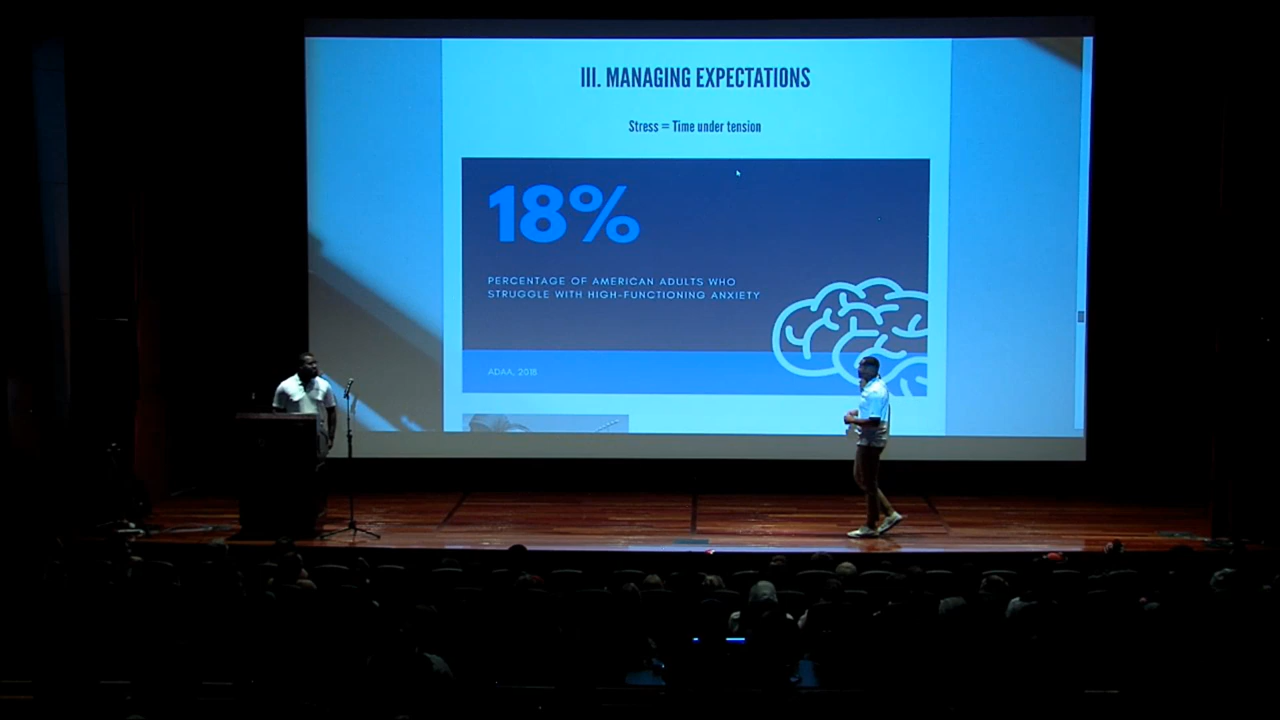 III. MANAGING EXPECTATIONS
Stress = Time under tension
18%
PERCENTAGE OF AMERICAN ADULTS WHO
STRUGGLE WITH HIGH-FUNCTIONING ANXIETY
ADAA, 2018